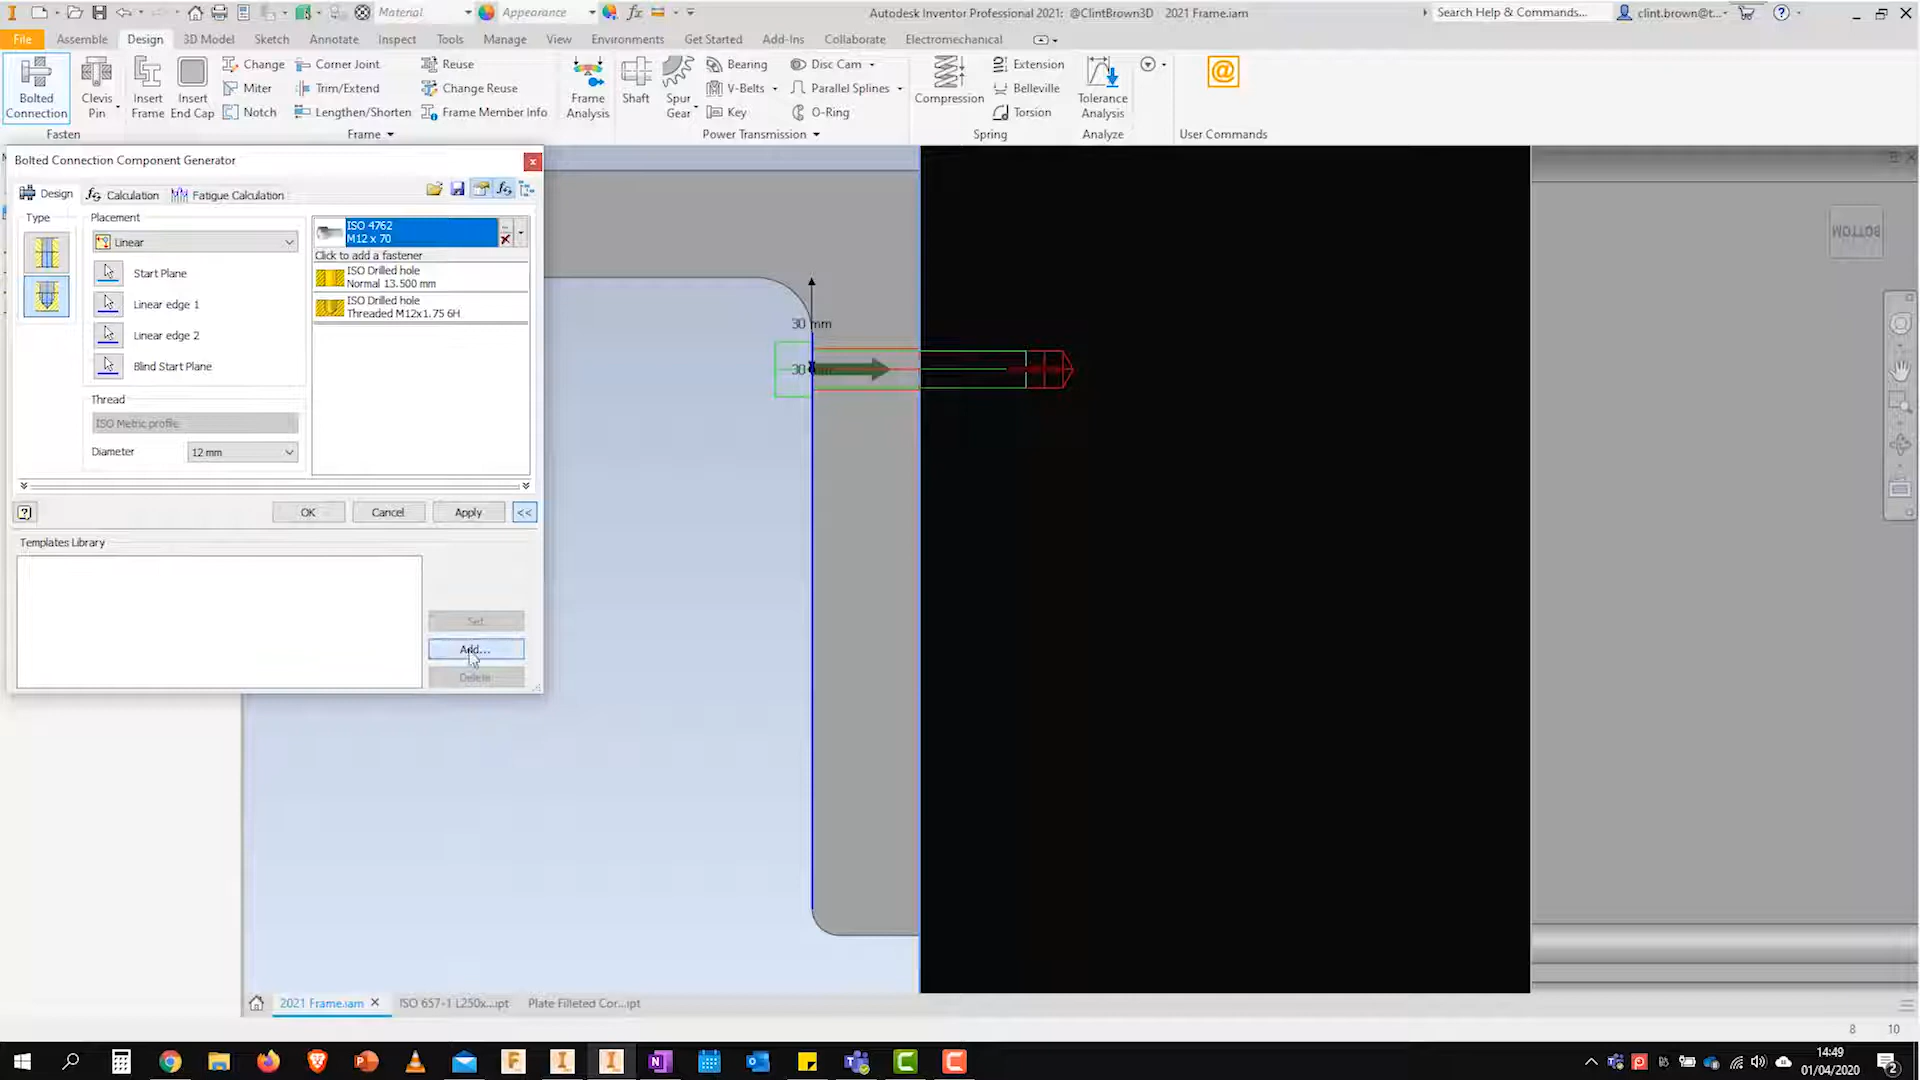 Material
Appearance
Autodesk Inventor Professional 2021: @ClintBrown3D 2021 Frame.iam
Search Help & Commands...
clint.brown@t...
File
Assemble
Design
3D Model
Sketch
Annotate
Inspect
Tools
Manage
View
Environments
Get Started
Add-Ins
Collaborate
Electromechanical
Bolted Connection
Clevis Pin
Insert Frame
Insert End Cap
Change
Miter
Notch
Corner Joint
Trim/Extend
Lengthen/Shorten
Reuse
Change Reuse
Frame Member Info
Frame Analysis
Shaft
Spur Gear
Bearing
V-Belts
Key
Disc Cam
Parallel Splines
O-Ring
Compression
Extension
Belleville
Torsion
Tolerance Analysis
Fasten
Frame
Power Transmission
Spring
Analyze
User Commands
Bolted Connection Component Generator
Design
Calculation
Fatigue Calculation
Type
Placement
Linear
Start Plane
Linear edge 1
Linear edge 2
Blind Start Plane
Thread
ISO Metric profile
Diameter
12 mm
ISO 4762
M12 x 70
Click to add a fastener
ISO Drilled hole
Normal 13.500 mm
ISO Drilled hole
Threaded M12x1.75 6H
OK
Cancel
Apply
<<
Templates Library
Set
Add...
Delete
30 mm
BOTTOM
2021 Frame.iam
ISO 657-1 L250x...ipt
Plate Filleted Cor...ipt
8
10
14:49
01/04/2020